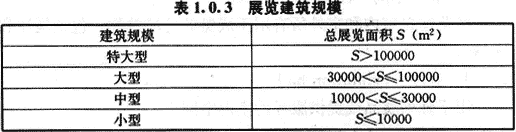 表 1.0.3 展览建筑规模
建筑规模 总展览面积 S（m²）
特大型 S>100000
大型 30000<S≤100000
中型 10000<S≤30000
小型 S≤10000